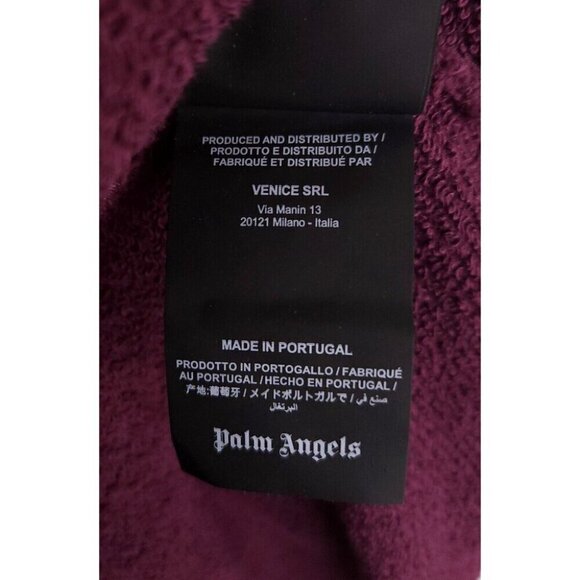 PRODUCED AND DISTRIBUTED BY /
PRODOTTO E DISTRIBUITO DA /
FABRIQUÉ ET DISTRIBUÉ PAR
VENICE SRL
Via Manin 13
20121 Milano - Italia
MADE IN PORTUGAL
PRODOTTO IN PORTOGALLO / FABRIQUÉ
AU PORTUGAL / HECHO EN PORTUGAL /
产地:葡萄牙 / メイドポルトガルで / صنع في
البرتغال
Palm Angels